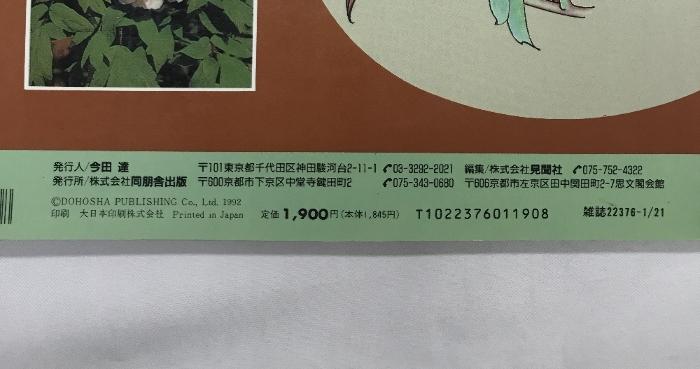 発行人/今田 達 〒101東京都千代田区神田駿河台2-11-1 ✆03-3292-2021 編集/株式会社見聞社 ✆075-752-4322
発行所/株式会社同朋舎出版 〒600京都市下京区中堂寺鍵田町2 ✆075-343-0680 〒606京都市左京区田中関田町2-7思文閣会館
©DOHOSHA PUBLISHING Co., Ltd. 1992
印刷 大日本印刷株式会社 Printed in Japan 定価1,900円(本体1,845円) T1022376011908 雑誌22376-1/21